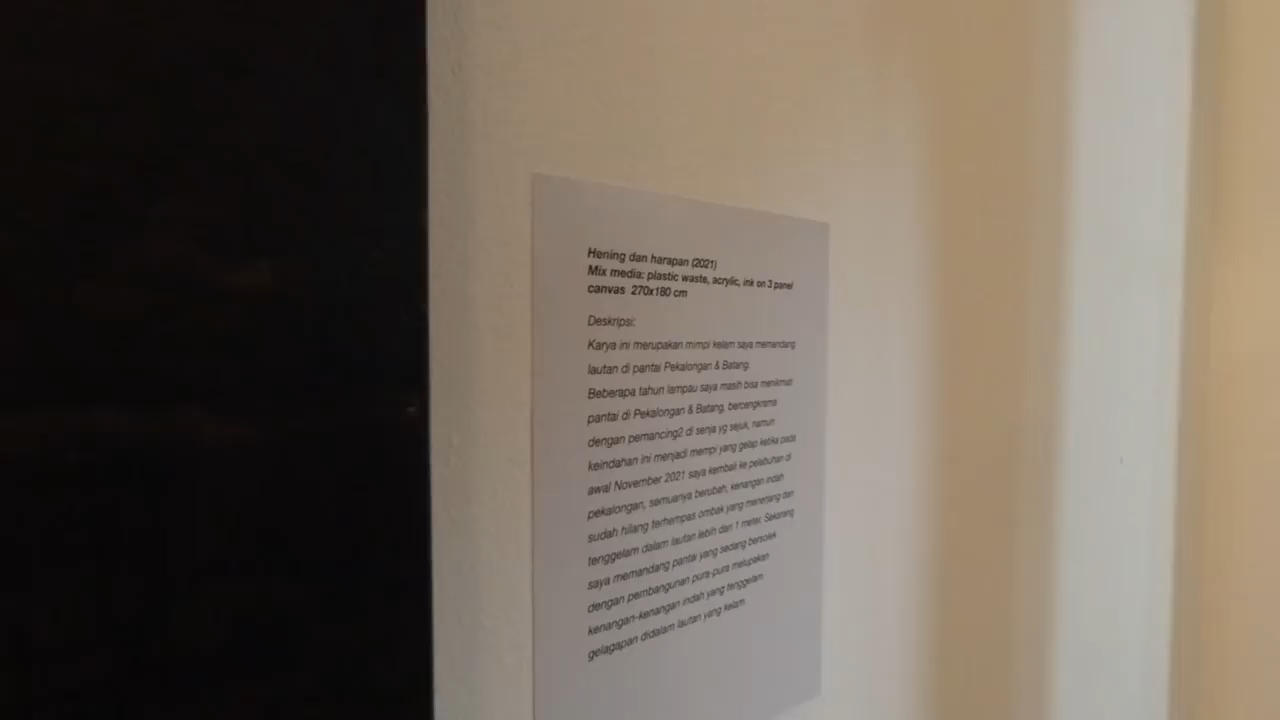 Hening dan harapan (2021)
Mix media: plastic waste, acrylic, ink on 3 panel
canvas 270x180 cm
Deskripsi:
Karya ini merupakan mimpi kelam saya memandang
lautan di pantai Pekalongan & Batang.
Beberapa tahun lampau saya masih bisa menikmati
pantai di Pekalongan & Batang, bercengkrama
dengan pemancing2 di senja yg sejuk, namun
keindahan ini menjadi mempi yang gelap ketika pada
awal November 2021 saya kembali ke pelabuhan di
pekalongan, semuanya berubah, kenangan indah
sudah hilang terhempas ombak yang menerjang dan
tenggelam dalam lautan lebih dari 1 meter. Sekarang
saya memandang pantai yang sedang bersolek
dengan pembangunan pura-pura melupakan
kenangan-kenangan indah yang tenggelam
gelagapan didalam lautan yang kelam